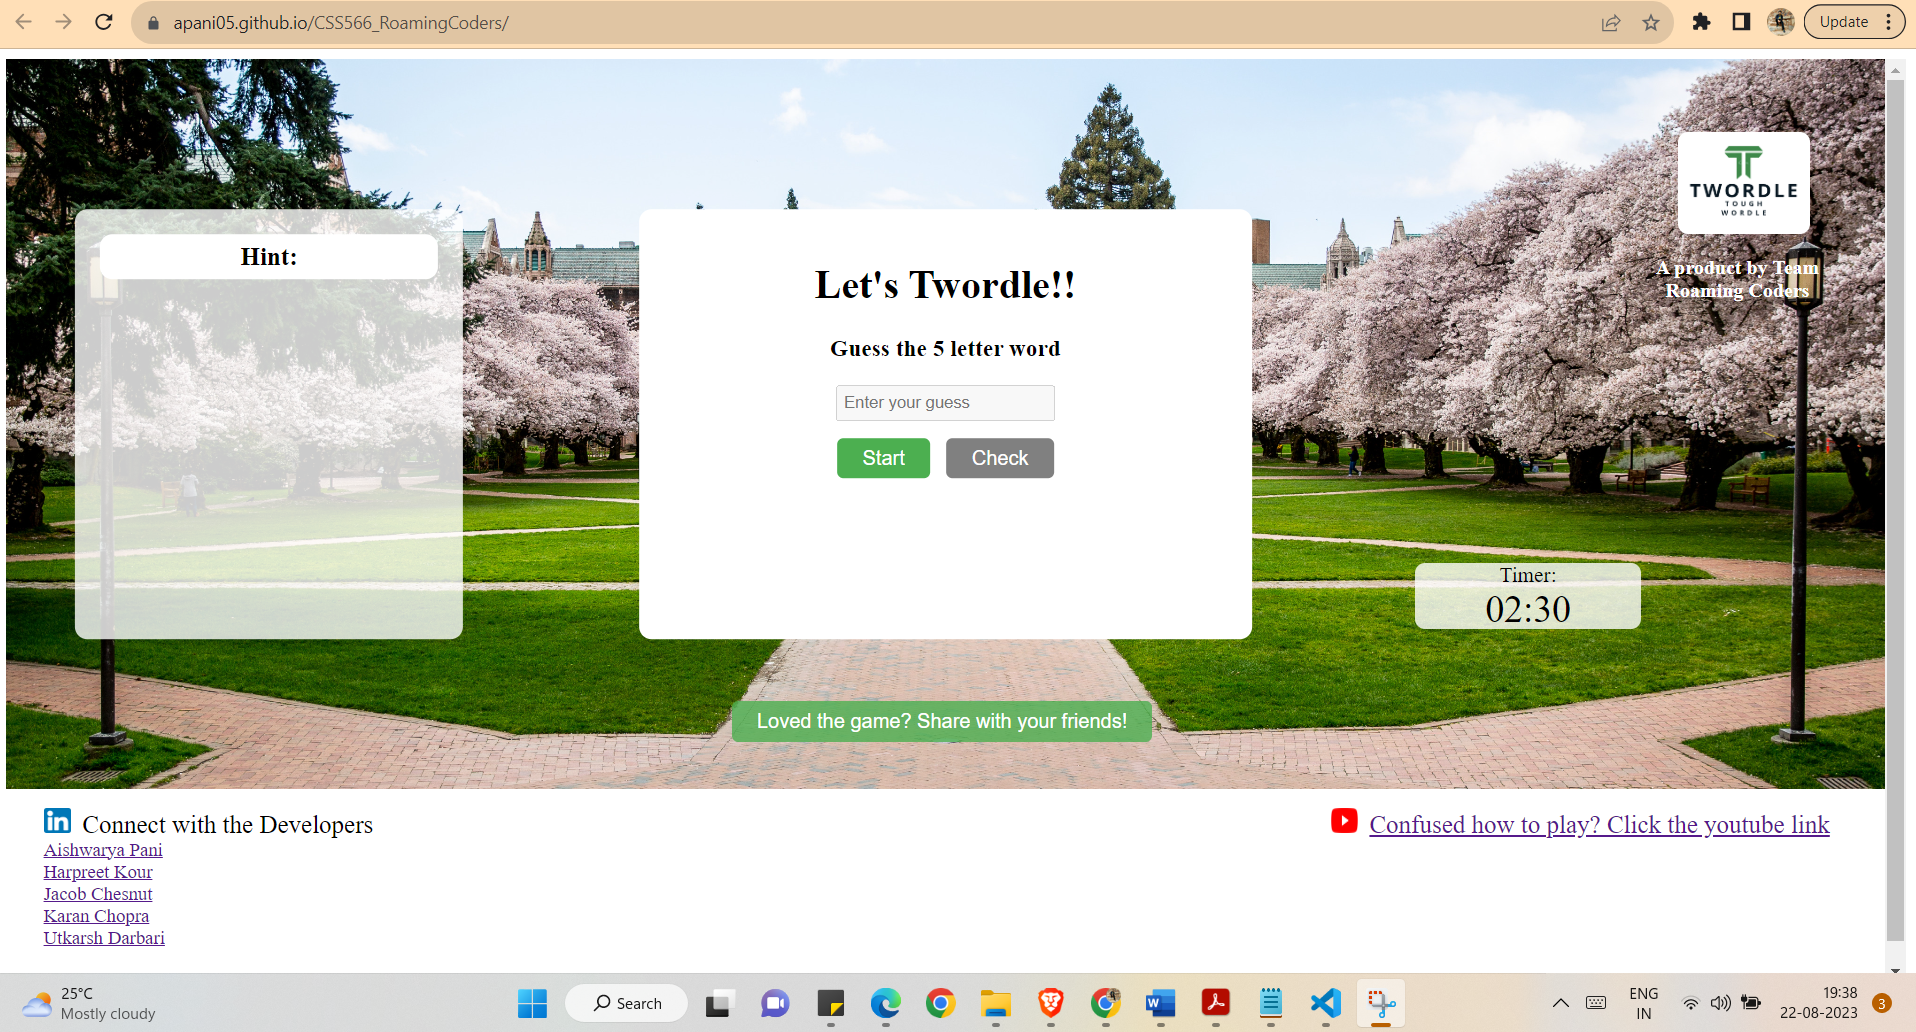 apani05.github.io/CSS566_RoamingCoders/
Update
TWORDLE
TOUGH
WORDLE
A product by Team
Roaming Coders
Hint:
Let's Twordle!!
Guess the 5 letter word
Enter your guess
Start
Check
Timer:
02:30
Loved the game? Share with your friends!
in Connect with the Developers
Aishwarya Pani
Harpreet Kour
Jacob Chesnut
Karan Chopra
Utkarsh Darbari
Confused how to play? Click the youtube link
25°C
Mostly cloudy
Search
W
ENG
IN
19:38
22-08-2023
3